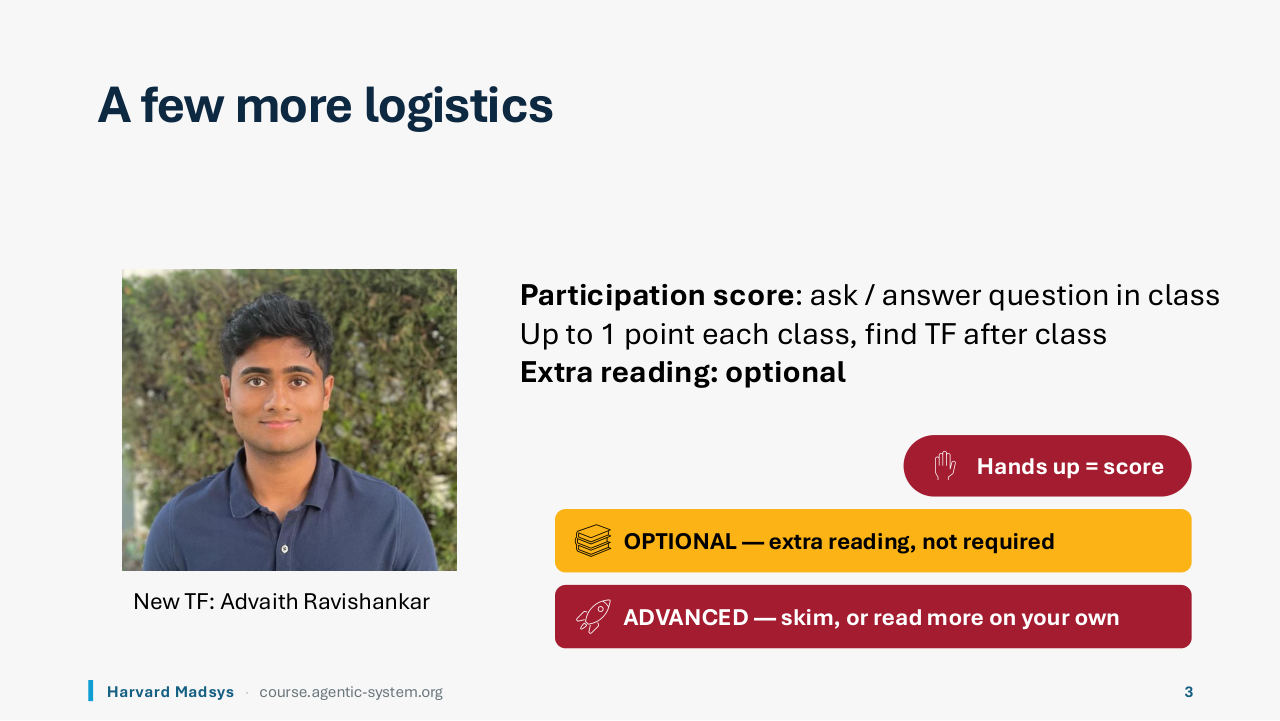 A few more logistics
Participation score: ask / answer question in class
Up to 1 point each class, find TF after class
Extra reading: optional
Hands up = score
OPTIONAL — extra reading, not required
ADVANCED — skim, or read more on your own
New TF: Advaith Ravishankar
Harvard Madsys · course.agentic-system.org
3